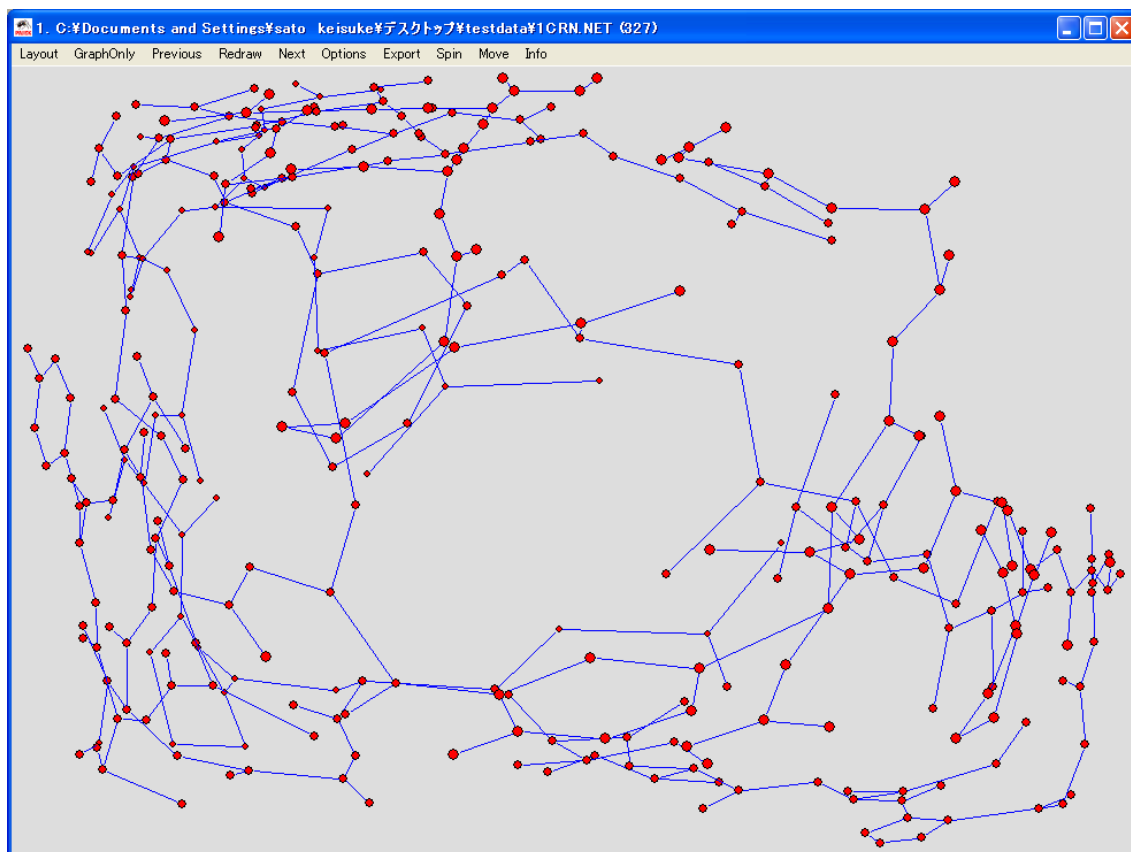 1. C:¥Documents and Settings¥sato keisuke¥デスクトップ¥testdata¥1CRN.NET (327)
Layout GraphOnly Previous Redraw Next Options Export Spin Move Info